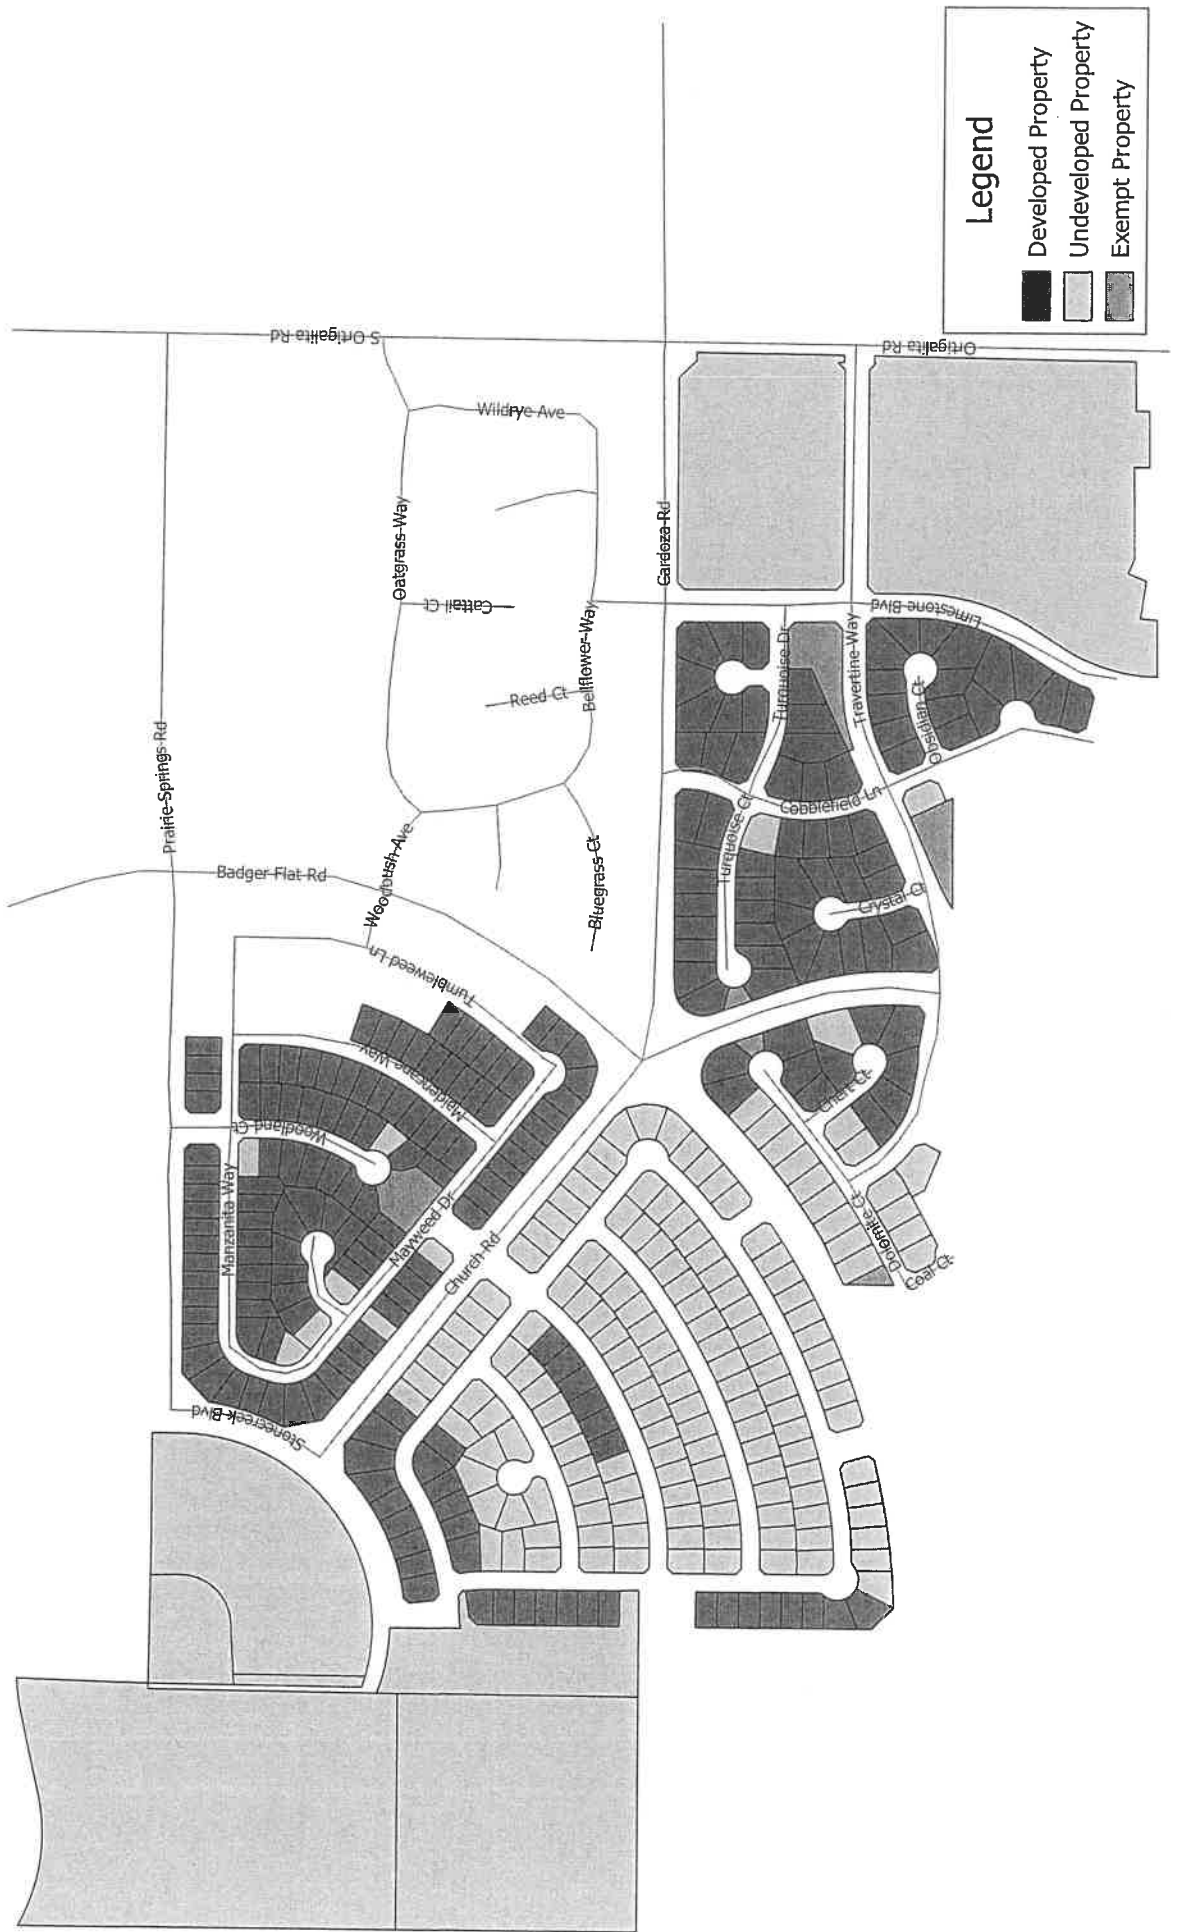 Legend
Developed Property
Undeveloped Property
Exempt Property
S Ortigalita Rd
Ortigalita Rd
Wildrye Ave
Oatgrass Way
Cattail Ct
Reed Ct
Bellflower Way
Cardoza Rd
Prairie Springs Rd
Badger Flat Rd
Woodbush Ave
Bluegrass Ct
Tumbleweed Ln
Maidencane Way
Woodland Ct
Manzanita Way
Mayweed Dr
Church Rd
Stonecreek Blvd
Limestone Blvd
Turquoise Dr
Travertine Way
Obsidian Ct
Cobblefield Ln
Turquoise Ct
Crystal Ct
Chert Ct
Dolomite Ct
Coal Ct